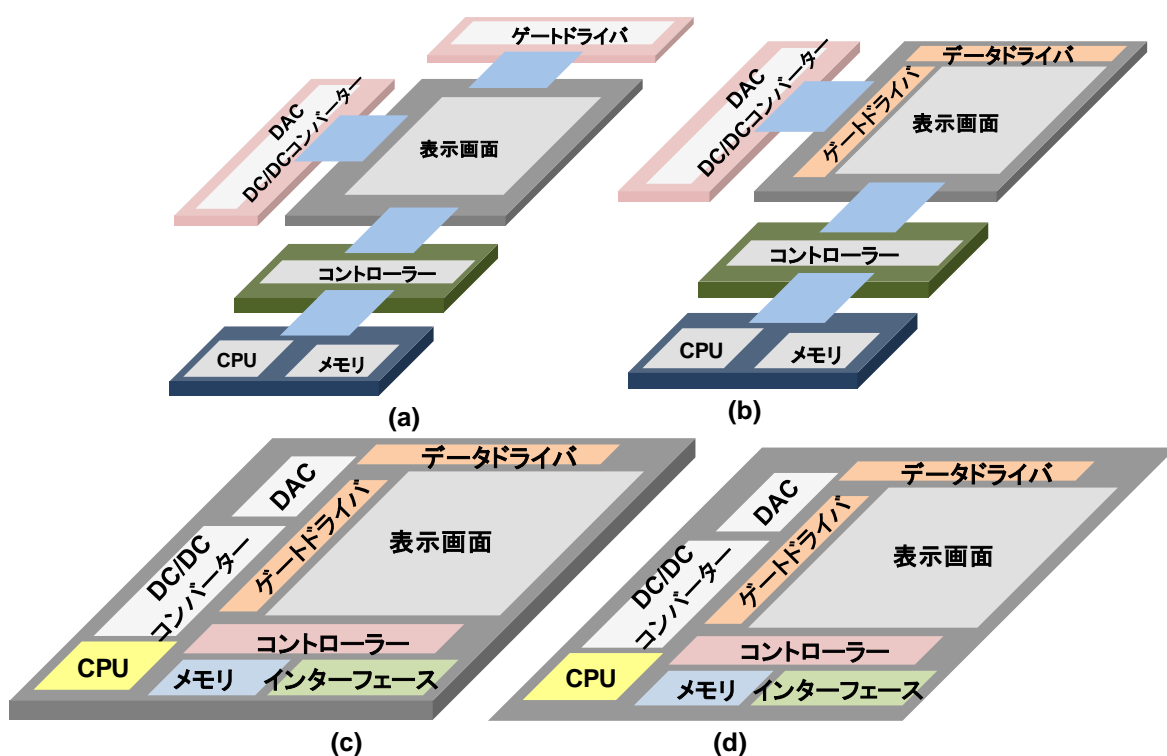 ゲートドライバ
DAC
DC/DCコンバーター
表示画面
コントローラー
CPU
メモリ
(a)
データドライバ
DAC
DC/DCコンバーター
ゲートドライバ
表示画面
コントローラー
CPU
メモリ
(b)
データドライバ
DAC
ゲートドライバ
表示画面
DC/DC
コンバーター
コントローラー
CPU
メモリ
インターフェース
(c)
データドライバ
DAC
ゲートドライバ
表示画面
DC/DC
コンバーター
コントローラー
CPU
メモリ
インターフェース
(d)